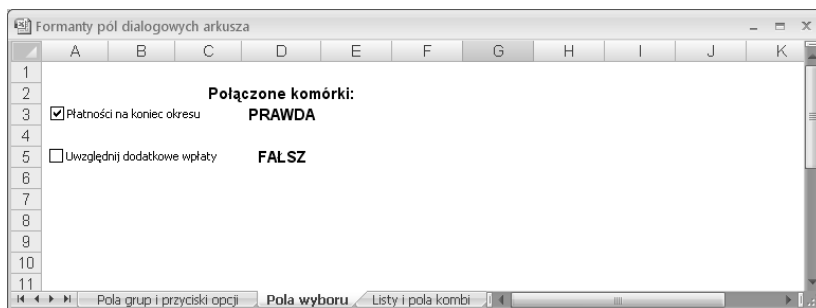 Formanty pól dialogowych arkusza
A B C D E F G H I J K
1
2 Połączone komórki:
3 Płatności na koniec okresu PRAWDA
4
5 Uwzględnij dodatkowe wpłaty FAŁSZ
6
7
8
9
10
11
Pola grup i przyciski opcji Pola wyboru Listy i pola kombi